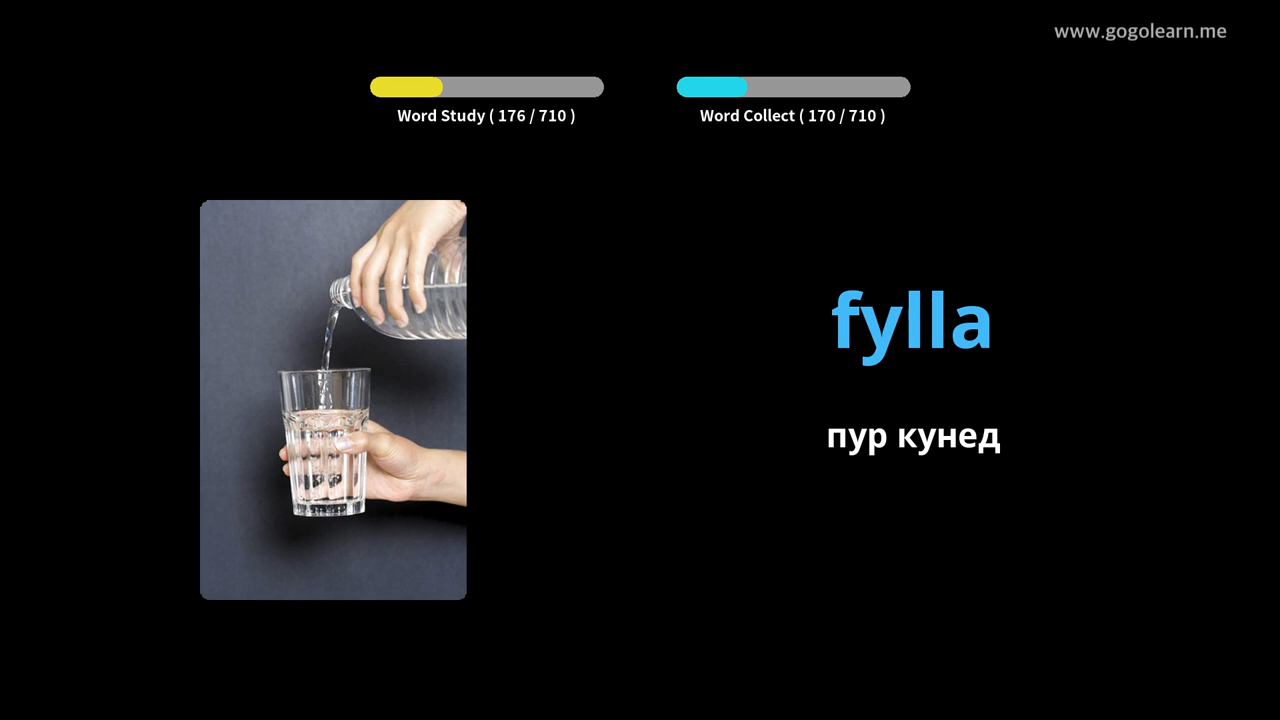 www.gogolearn.me
Word Study ( 176 / 710 )
Word Collect ( 170 / 710 )
fylla
пур кунед